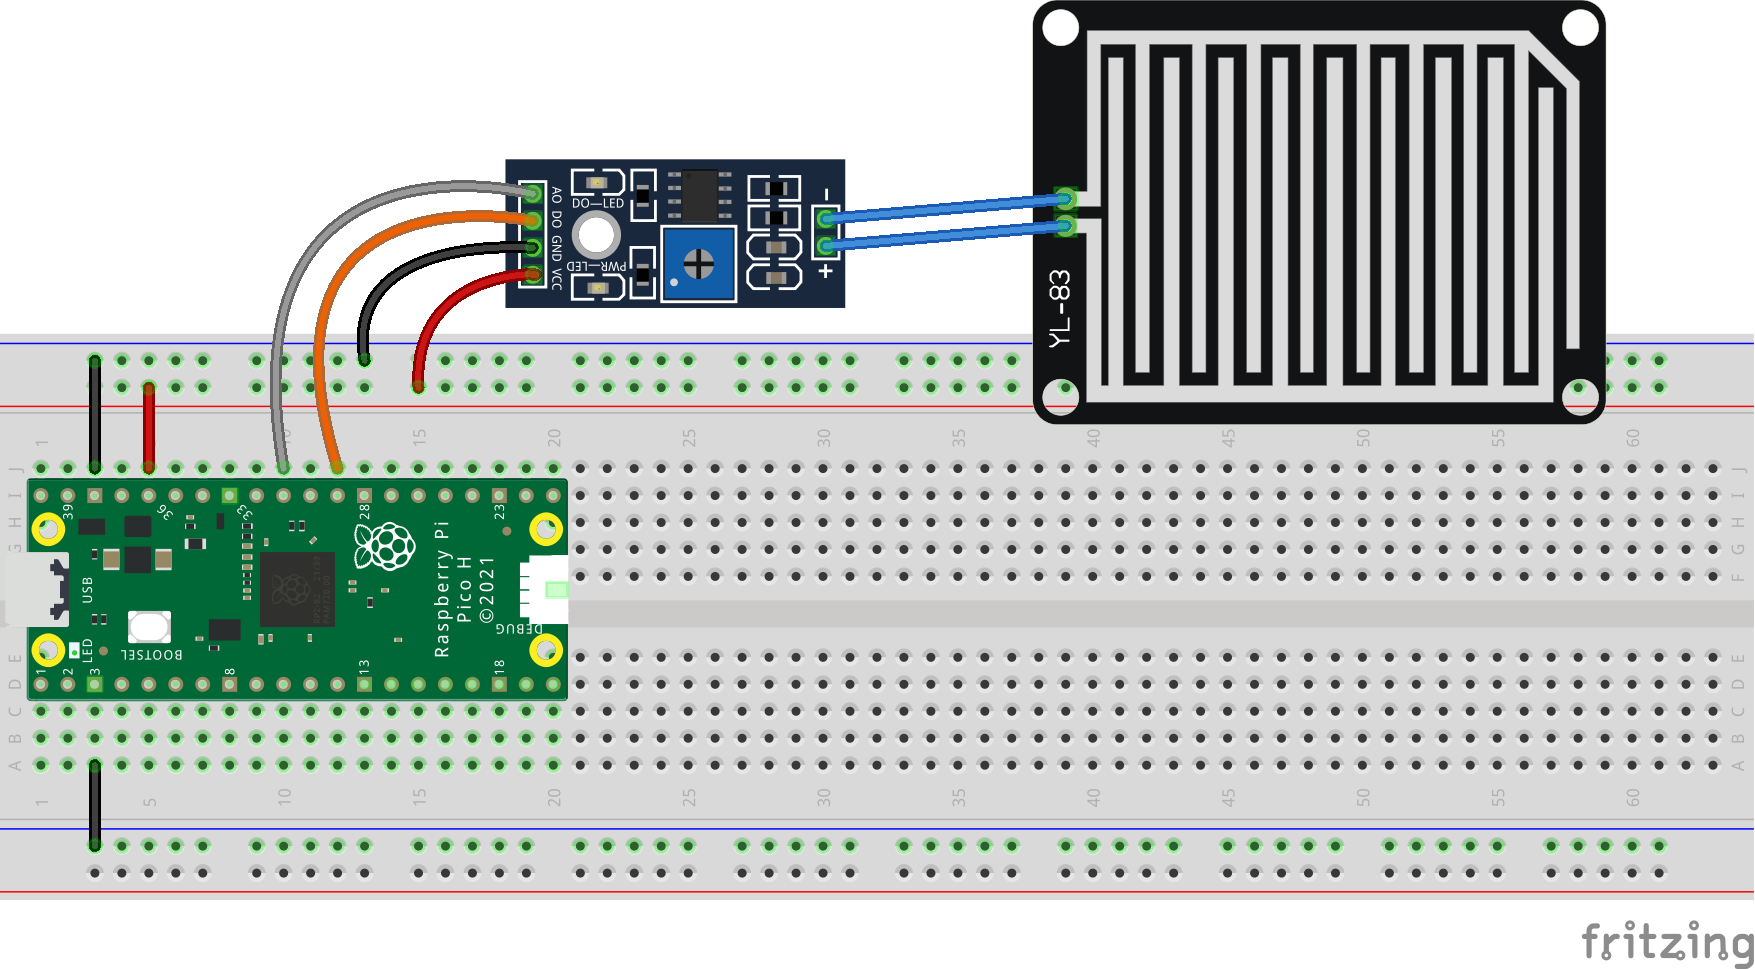 AO
DO
GND
VCC
DO—LED
PWR—LED
-
+
YL-83
1
10
15
20
25
30
35
40
45
50
55
60
J
I
H
G
F
J
I
H
G
F
39
36
33
28
23
USB
LED
BOOTSEL
Raspberry Pi
Pico H
©2021
DEBUG
1
2
3
8
13
18
E
D
C
B
A
E
D
C
B
A
1
5
10
15
20
25
30
35
40
45
50
55
60
fritzing